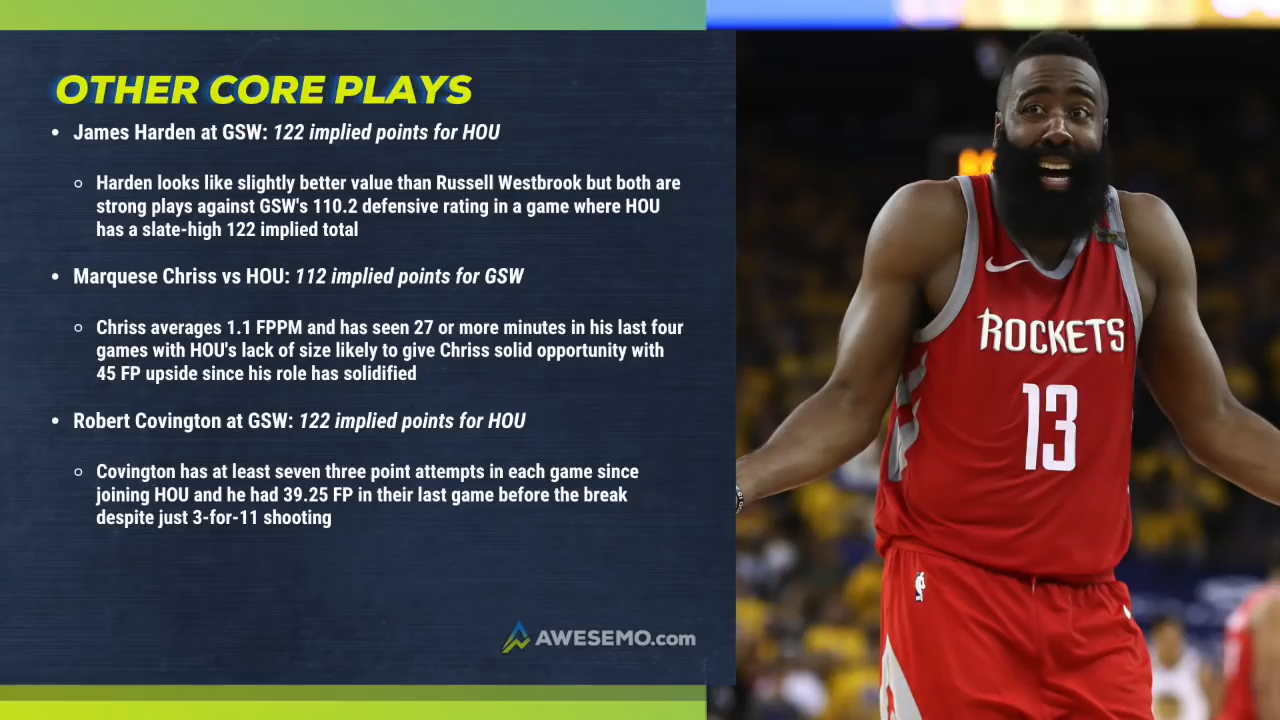 OTHER CORE PLAYS
• James Harden at GSW: 122 implied points for HOU
○ Harden looks like slightly better value than Russell Westbrook but both are
strong plays against GSW's 110.2 defensive rating in a game where HOU
has a slate-high 122 implied total
• Marquese Chriss vs HOU: 112 implied points for GSW
○ Chriss averages 1.1 FPPM and has seen 27 or more minutes in his last four
games with HOU's lack of size likely to give Chriss solid opportunity with
45 FP upside since his role has solidified
• Robert Covington at GSW: 122 implied points for HOU
○ Covington has at least seven three point attempts in each game since
joining HOU and he had 39.25 FP in their last game before the break
despite just 3-for-11 shooting
AWESEMO.com
ROCKETS
13